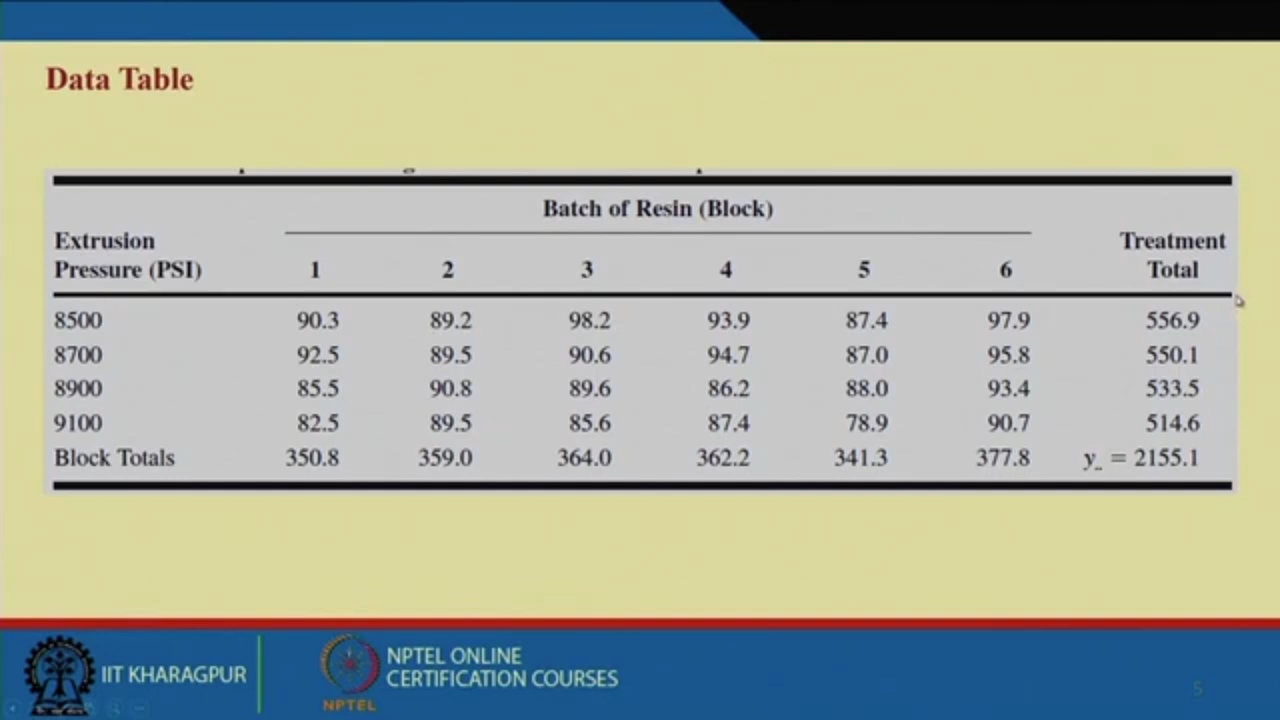 Data Table
Batch of Resin (Block)
Extrusion Pressure (PSI) 1 2 3 4 5 6 Treatment Total
8500 90.3 89.2 98.2 93.9 87.4 97.9 556.9
8700 92.5 89.5 90.6 94.7 87.0 95.8 550.1
8900 85.5 90.8 89.6 86.2 88.0 93.4 533.5
9100 82.5 89.5 85.6 87.4 78.9 90.7 514.6
Block Totals 350.8 359.0 364.0 362.2 341.3 377.8 y.. = 2155.1
IIT KHARAGPUR
NPTEL
NPTEL ONLINE
CERTIFICATION COURSES
5